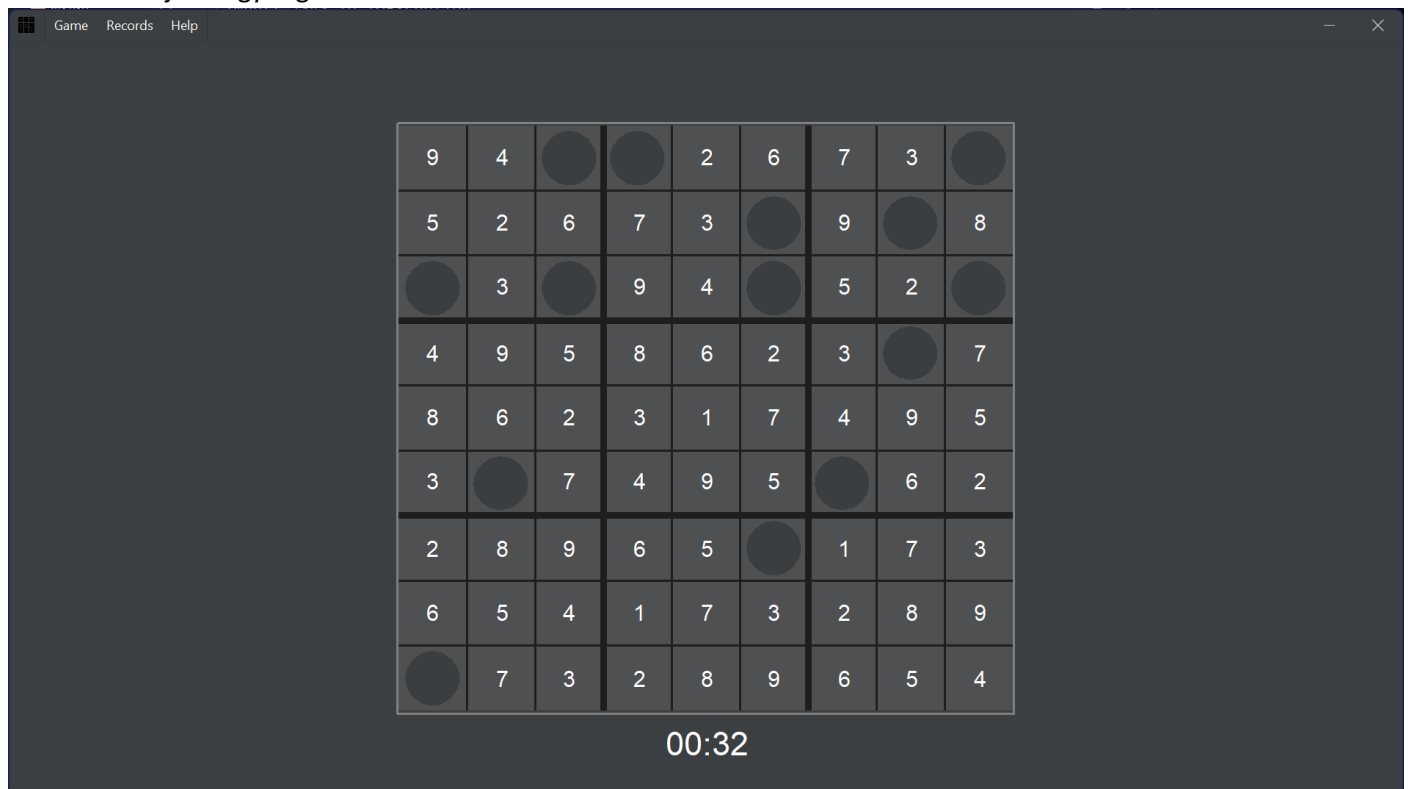 Game Records Help
9 4 2 6 7 3
5 2 6 7 3 9 8
3 9 4 5 2
4 9 5 8 6 2 3 7
8 6 2 3 1 7 4 9 5
3 7 4 9 5 6 2
2 8 9 6 5 1 7 3
6 5 4 1 7 3 2 8 9
7 3 2 8 9 6 5 4
00:32